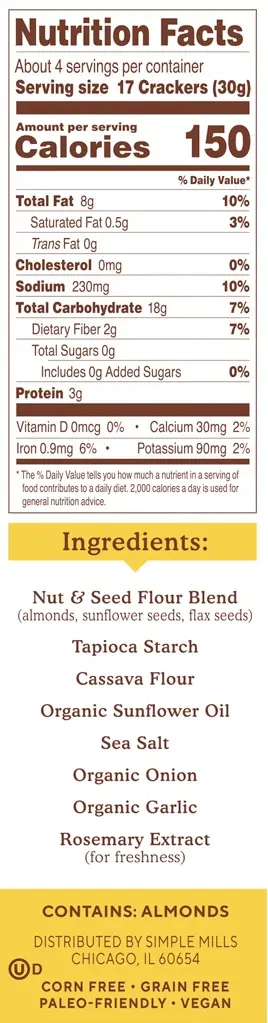 Nutrition Facts
About 4 servings per container
Serving size 17 Crackers (30g)
Amount per serving
Calories 150
% Daily Value*
Total Fat 8g 10%
Saturated Fat 0.5g 3%
Trans Fat 0g
Cholesterol 0mg 0%
Sodium 230mg 10%
Total Carbohydrate 18g 7%
Dietary Fiber 2g 7%
Total Sugars 0g
Includes 0g Added Sugars 0%
Protein 3g
Vitamin D 0mcg 0% • Calcium 30mg 2%
Iron 0.9mg 6% • Potassium 90mg 2%
* The % Daily Value tells you how much a nutrient in a serving of
food contributes to a daily diet. 2,000 calories a day is used for
general nutrition advice.
Ingredients:
Nut & Seed Flour Blend
(almonds, sunflower seeds, flax seeds)
Tapioca Starch
Cassava Flour
Organic Sunflower Oil
Sea Salt
Organic Onion
Organic Garlic
Rosemary Extract
(for freshness)
CONTAINS: ALMONDS
DISTRIBUTED BY SIMPLE MILLS
CHICAGO, IL 60654
U D
CORN FREE • GRAIN FREE
PALEO-FRIENDLY • VEGAN